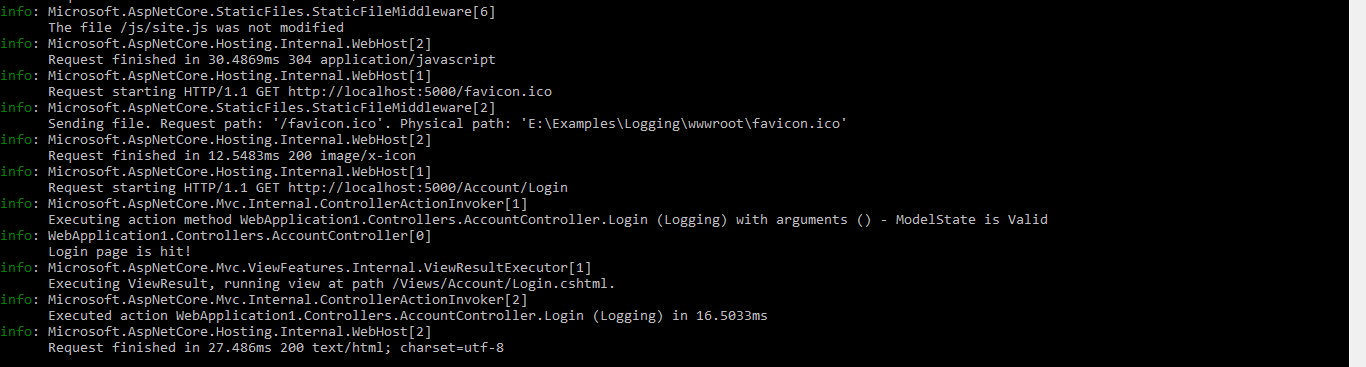 info: Microsoft.AspNetCore.StaticFiles.StaticFileMiddleware[6]
The file /js/site.js was not modified
info: Microsoft.AspNetCore.Hosting.Internal.WebHost[2]
Request finished in 30.4869ms 304 application/javascript
info: Microsoft.AspNetCore.Hosting.Internal.WebHost[1]
Request starting HTTP/1.1 GET http://localhost:5000/favicon.ico
info: Microsoft.AspNetCore.StaticFiles.StaticFileMiddleware[2]
Sending file. Request path: '/favicon.ico'. Physical path: 'E:\Examples\Logging\wwwroot\favicon.ico'
info: Microsoft.AspNetCore.Hosting.Internal.WebHost[2]
Request finished in 12.5483ms 200 image/x-icon
info: Microsoft.AspNetCore.Hosting.Internal.WebHost[1]
Request starting HTTP/1.1 GET http://localhost:5000/Account/Login
info: Microsoft.AspNetCore.Mvc.Internal.ControllerActionInvoker[1]
Executing action method WebApplication1.Controllers.AccountController.Login (Logging) with arguments () - ModelState is Valid
info: WebApplication1.Controllers.AccountController[0]
Login page is hit!
info: Microsoft.AspNetCore.Mvc.ViewFeatures.Internal.ViewResultExecutor[1]
Executing ViewResult, running view at path /Views/Account/Login.cshtml.
info: Microsoft.AspNetCore.Mvc.Internal.ControllerActionInvoker[2]
Executed action WebApplication1.Controllers.AccountController.Login (Logging) in 16.5033ms
info: Microsoft.AspNetCore.Hosting.Internal.WebHost[2]
Request finished in 27.486ms 200 text/html; charset=utf-8